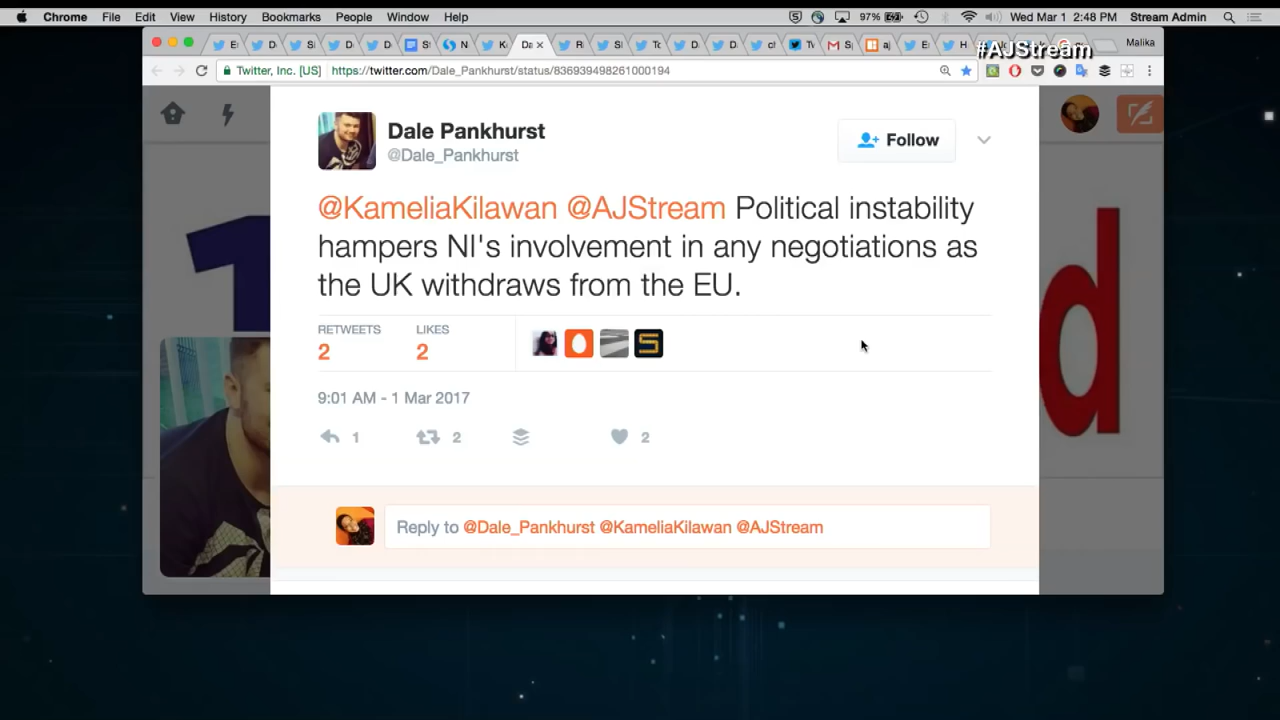 Chrome File Edit View History Bookmarks People Window Help
97% Wed Mar 1 2:48 PM Stream Admin
#AJStream
Malika
Twitter, Inc. [US] https://twitter.com/Dale_Pankhurst/status/836939498261000194
Dale Pankhurst
@Dale_Pankhurst
Follow
@KameliaKilawan @AJStream Political instability
hampers NI's involvement in any negotiations as
the UK withdraws from the EU.
RETWEETS LIKES
2 2
9:01 AM - 1 Mar 2017
1 2 2
Reply to @Dale_Pankhurst @KameliaKilawan @AJStream
d